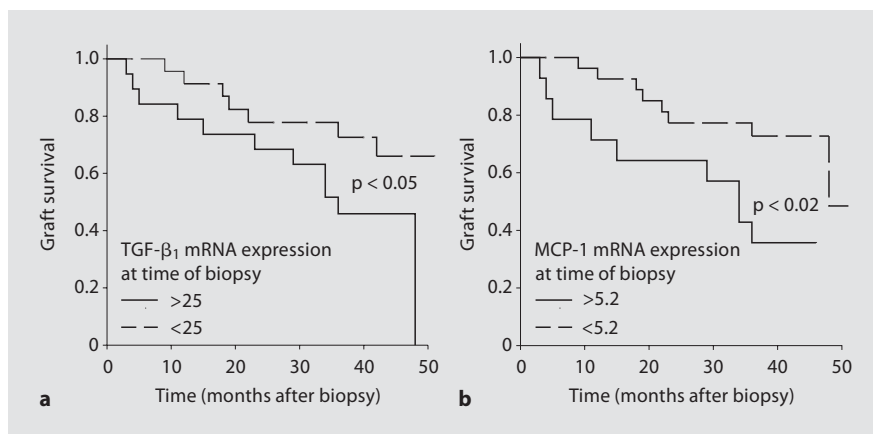 1.0
0.8
0.6
0.4
0.2
0
Graft survival
p < 0.05
TGF-β₁ mRNA expression
at time of biopsy
>25
<25
0 10 20 30 40 50
Time (months after biopsy)
a
1.0
0.8
0.6
0.4
0.2
0
Graft survival
p < 0.02
MCP-1 mRNA expression
at time of biopsy
>5.2
<5.2
0 10 20 30 40 50
Time (months after biopsy)
b